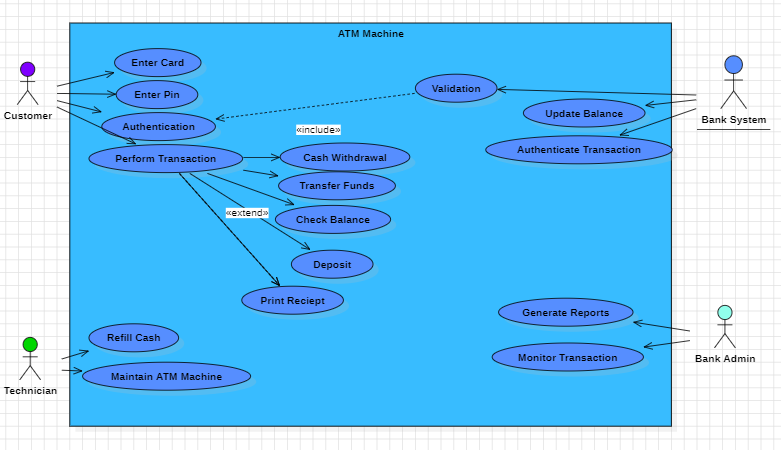 ATM Machine
Enter Card
Customer
Enter Pin
Authentication
Perform Transaction
Validation
Update Balance
Bank System
Authenticate Transaction
«include»
Cash Withdrawal
Transfer Funds
«extend»
Check Balance
Deposit
Print Reciept
Refill Cash
Technician
Maintain ATM Machine
Generate Reports
Monitor Transaction
Bank Admin